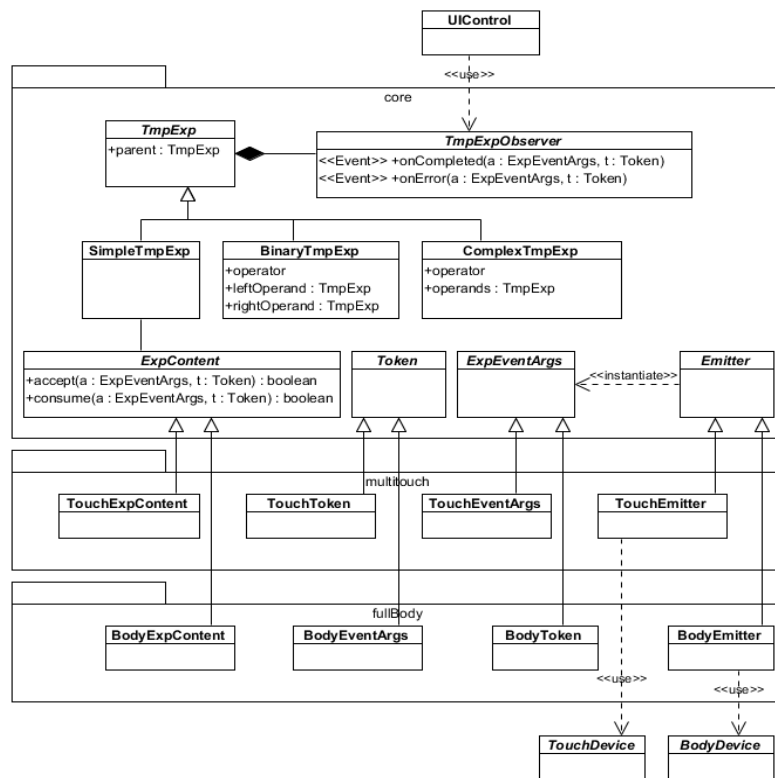 UIControl
<<use>>
core
TmpExp
+parent : TmpExp
TmpExpObserver
<<Event>> +onCompleted(a : ExpEventArgs, t : Token)
<<Event>> +onError(a : ExpEventArgs, t : Token)
SimpleTmpExp
BinaryTmpExp
+operator
+leftOperand : TmpExp
+rightOperand : TmpExp
ComplexTmpExp
+operator
+operands : TmpExp
ExpContent
+accept(a : ExpEventArgs, t : Token) : boolean
+consume(a : ExpEventArgs, t : Token) : boolean
Token
ExpEventArgs
<<instantiate>>
Emitter
multitouch
TouchExpContent
TouchToken
TouchEventArgs
TouchEmitter
fullBody
BodyExpContent
BodyEventArgs
BodyToken
BodyEmitter
<<use>>
<<use>>
TouchDevice
BodyDevice